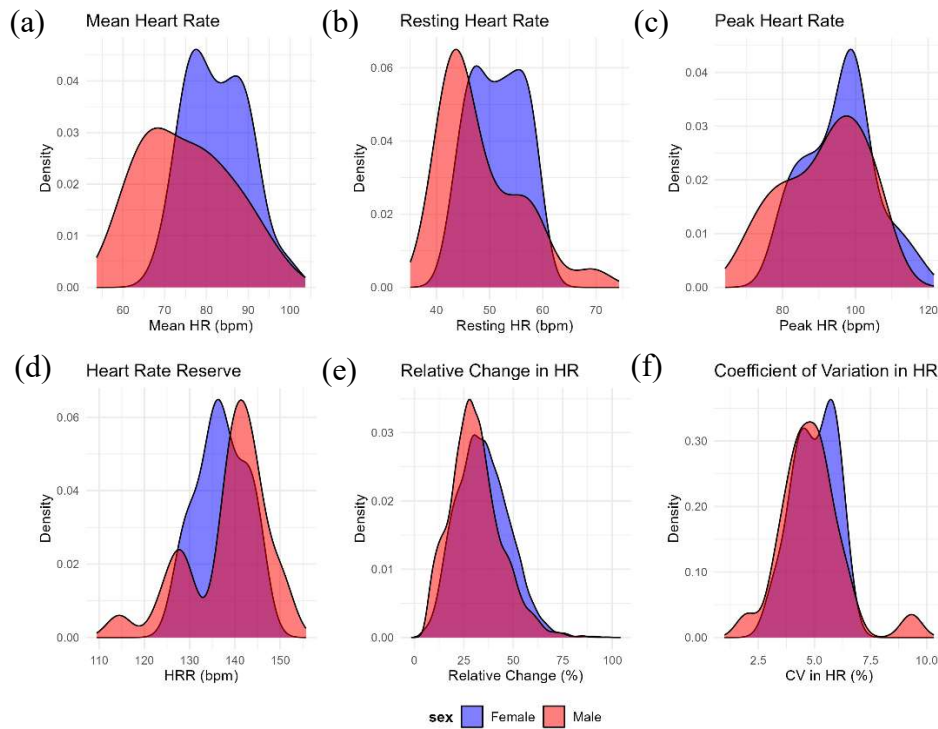 (a) Mean Heart Rate
0.04
0.03
0.02
0.01
0.00
Density
60 70 80 90 100
Mean HR (bpm)
(b) Resting Heart Rate
0.06
0.04
0.02
0.00
Density
40 50 60 70
Resting HR (bpm)
(c) Peak Heart Rate
0.04
0.03
0.02
0.01
0.00
Density
80 100 120
Peak HR (bpm)
(d) Heart Rate Reserve
0.06
0.04
0.02
0.00
Density
110 120 130 140 150
HRR (bpm)
(e) Relative Change in HR
0.03
0.02
0.01
0.00
Density
0 25 50 75 100
Relative Change (%)
(f) Coefficient of Variation in HR
0.30
0.20
0.10
0.00
Density
2.5 5.0 7.5 10.0
CV in HR (%)
sex Female Male